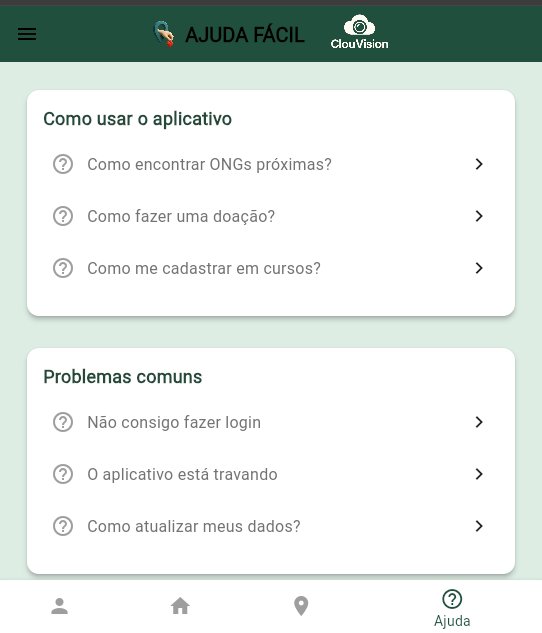 AJUDA FÁCIL
ClouVision
Como usar o aplicativo
Como encontrar ONGs próximas?
Como fazer uma doação?
Como me cadastrar em cursos?
Problemas comuns
Não consigo fazer login
O aplicativo está travando
Como atualizar meus dados?
Ajuda